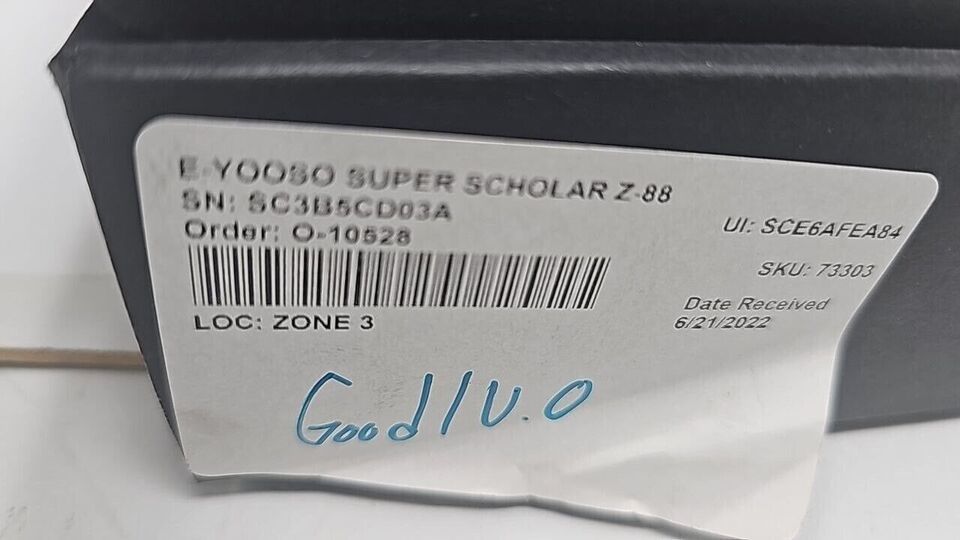 E-YOOSO SUPER SCHOLAR Z-88
SN: SC3B5CD03A
Order: O-10528
LOC: ZONE 3
UI: SCE6AFEA84
SKU: 73303
Date Received
6/21/2022
Good/U.O